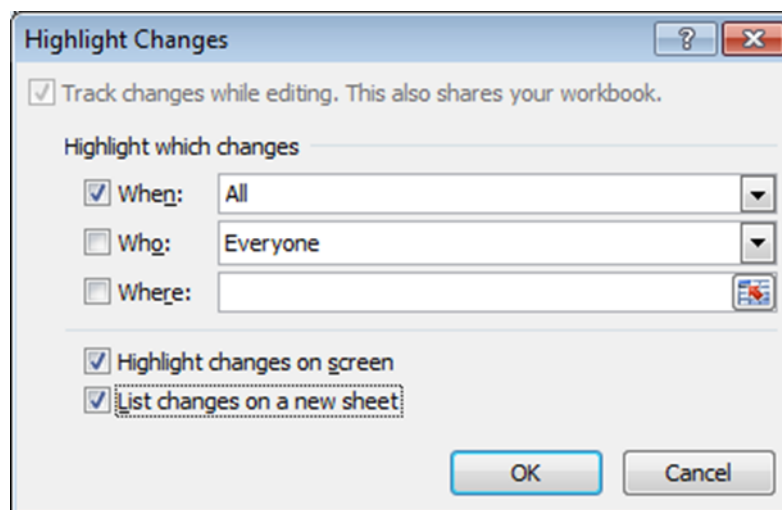 Highlight Changes
Track changes while editing. This also shares your workbook.
Highlight which changes
When: All
Who: Everyone
Where:
Highlight changes on screen
List changes on a new sheet
OK Cancel